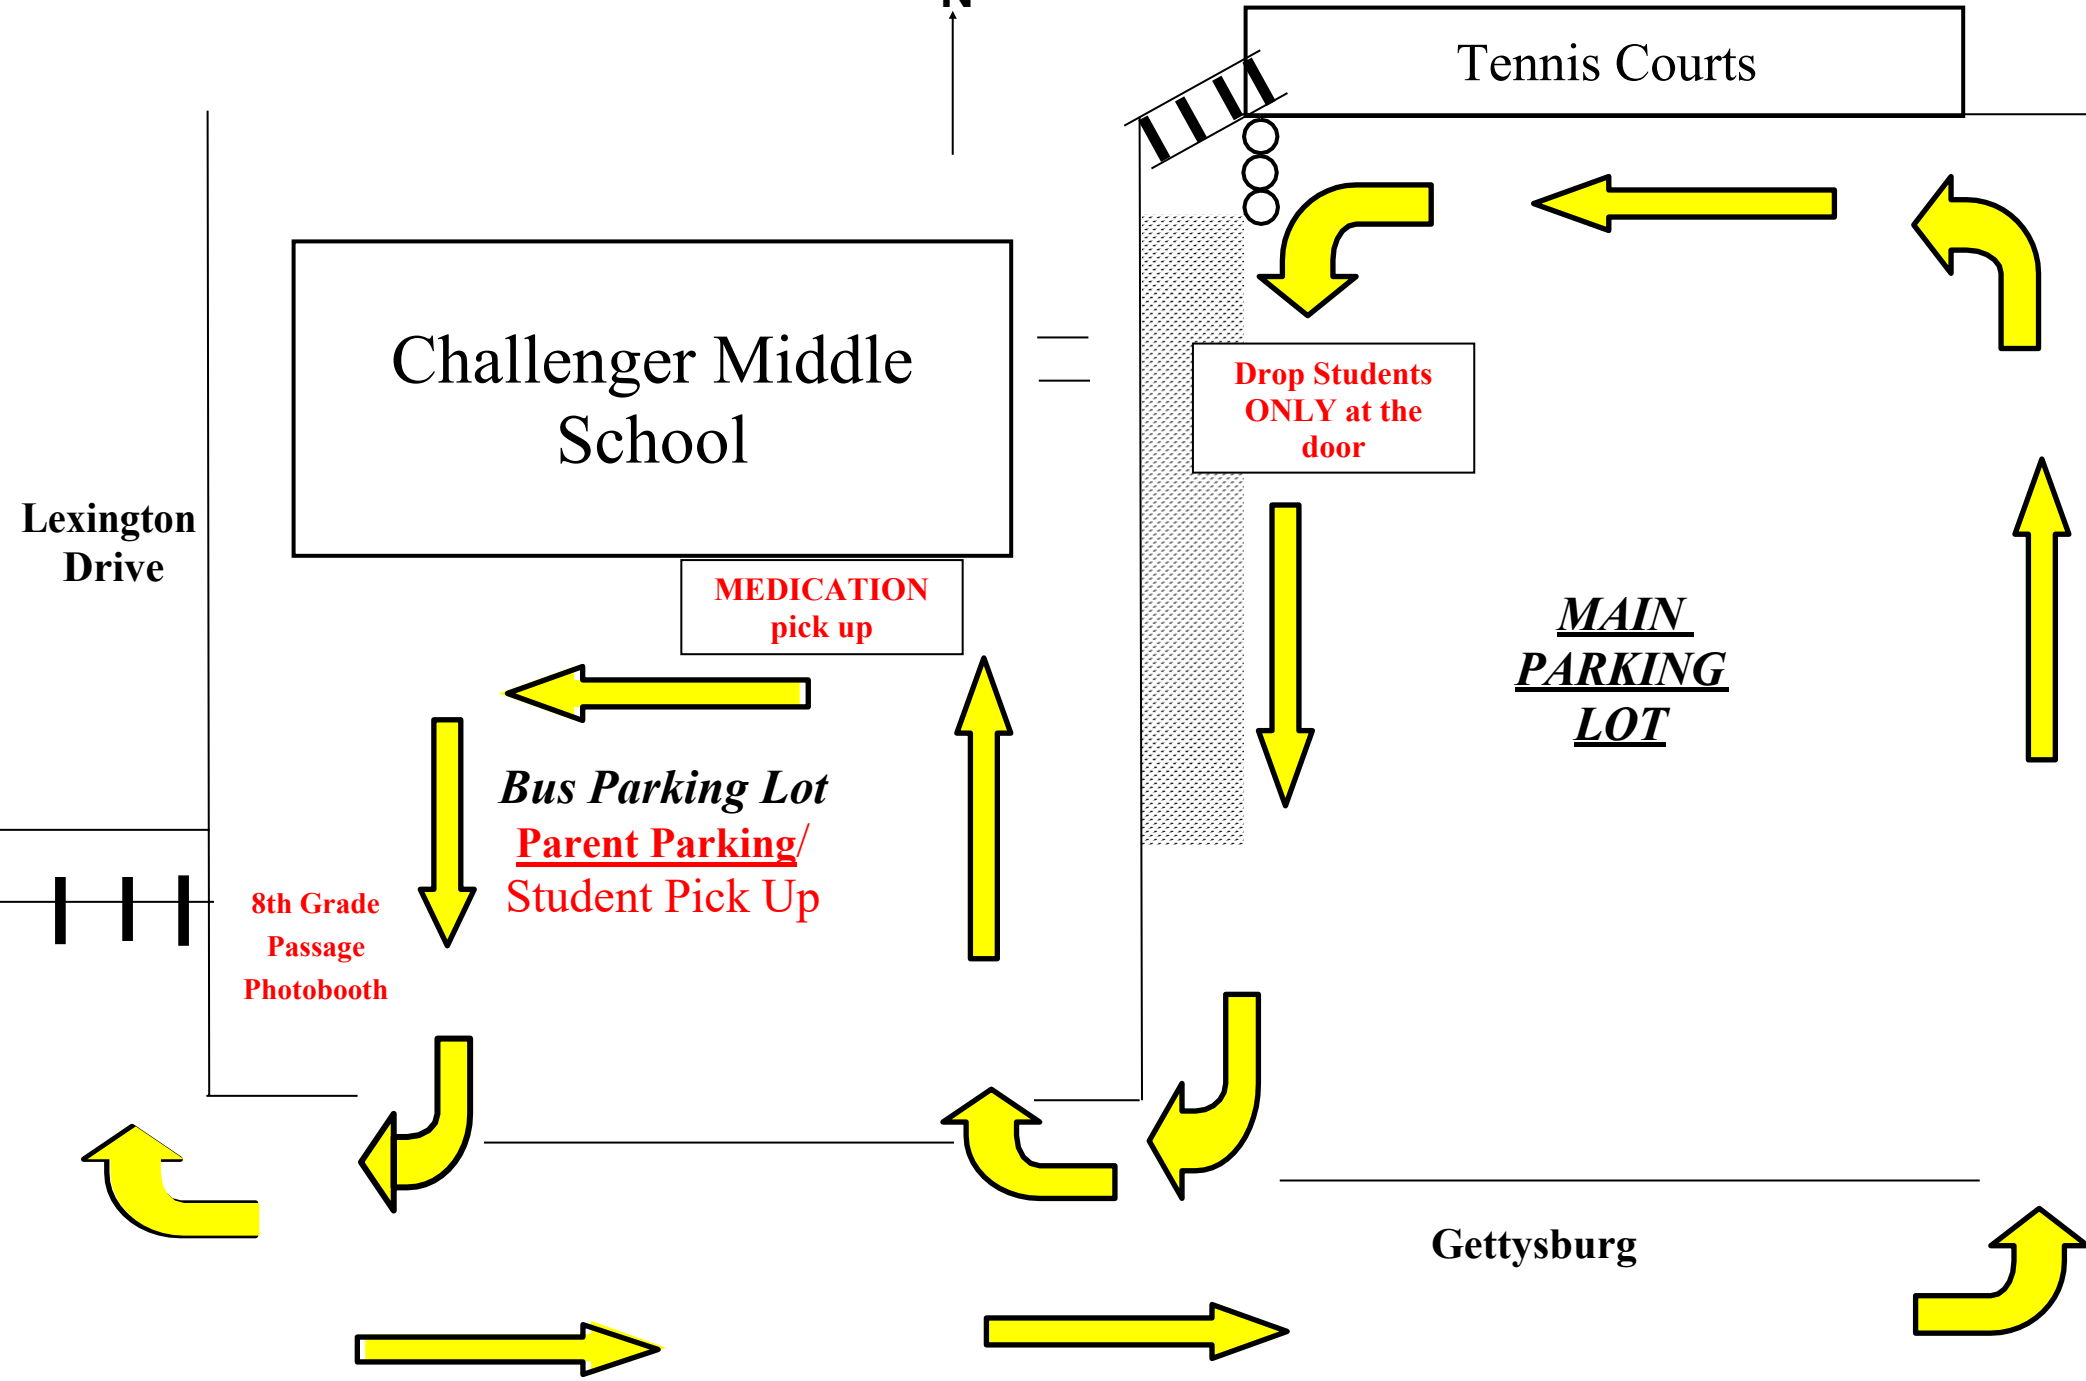 N
Tennis Courts
Challenger Middle
School
Drop Students
ONLY at the
door
Lexington
Drive
MEDICATION
pick up
MAIN
PARKING
LOT
Bus Parking Lot
Parent Parking/
Student Pick Up
8th Grade
Passage
Photobooth
Gettysburg